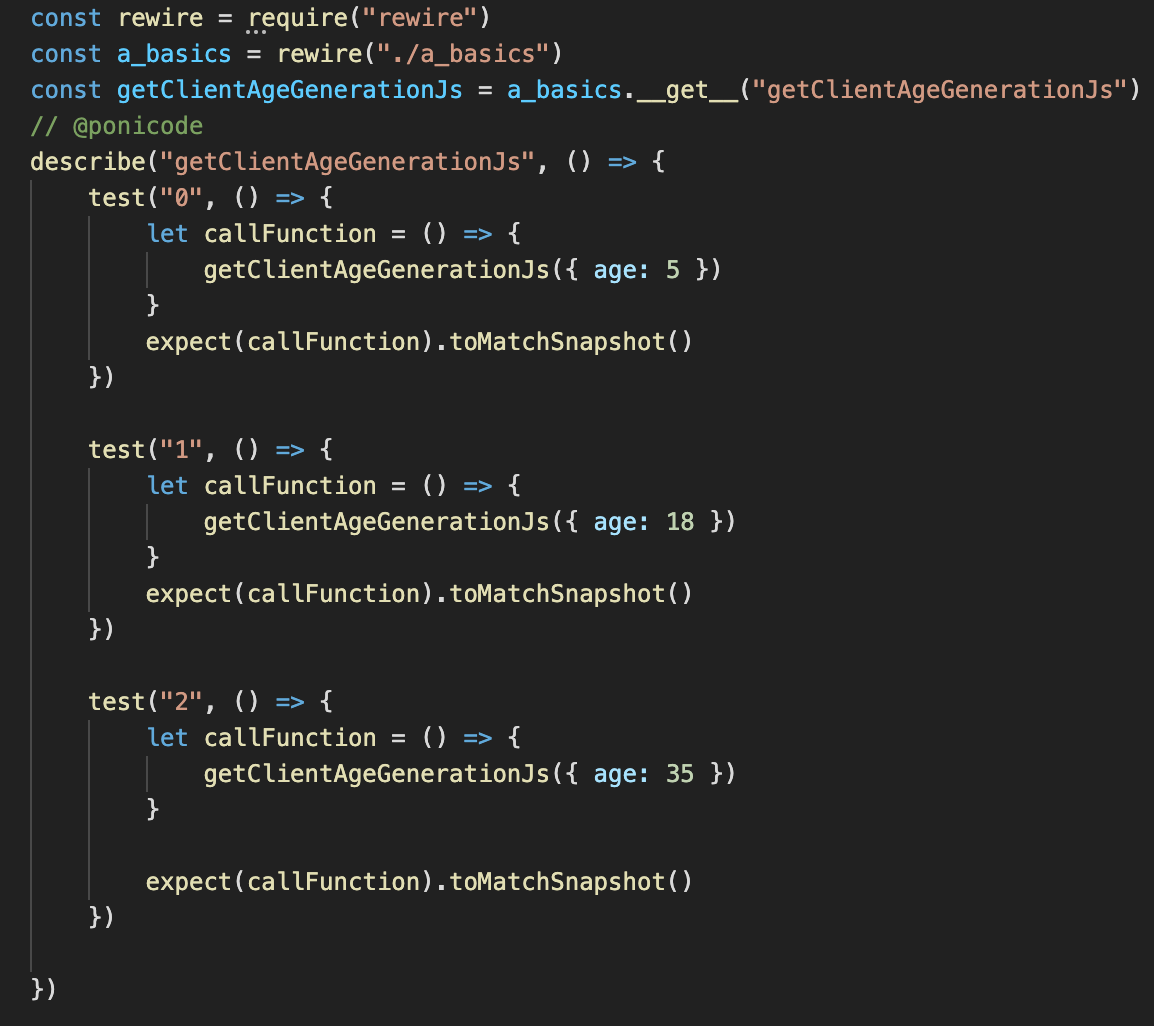 const rewire = require("rewire")
const a_basics = rewire("./a_basics")
const getClientAgeGenerationJs = a_basics.__get__("getClientAgeGenerationJs")
// @ponicode
describe("getClientAgeGenerationJs", () => {
    test("0", () => {
        let callFunction = () => {
            getClientAgeGenerationJs({ age: 5 })
        }
        expect(callFunction).toMatchSnapshot()
    })

    test("1", () => {
        let callFunction = () => {
            getClientAgeGenerationJs({ age: 18 })
        }
        expect(callFunction).toMatchSnapshot()
    })

    test("2", () => {
        let callFunction = () => {
            getClientAgeGenerationJs({ age: 35 })
        }

        expect(callFunction).toMatchSnapshot()
    })

})